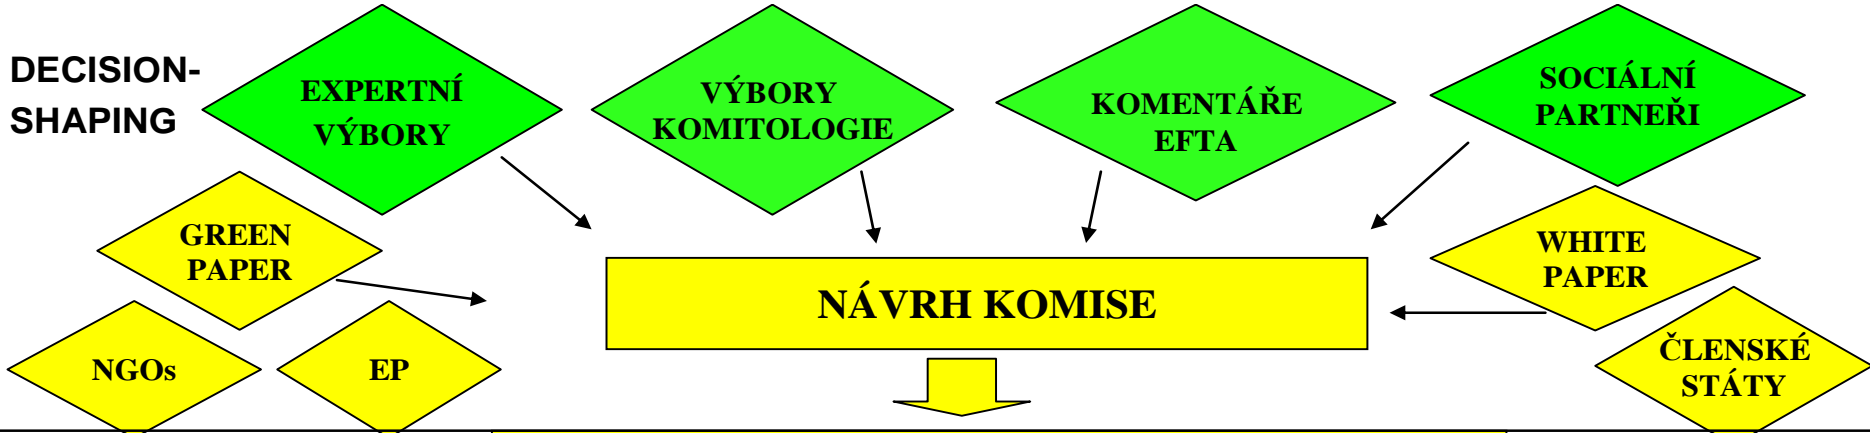 DECISION-
SHAPING
EXPERTNÍ
VÝBORY
VÝBORY
KOMITOLOGIE
KOMENTÁŘE
EFTA
SOCIÁLNÍ
PARTNEŘI
GREEN
PAPER
NÁVRH KOMISE
WHITE
PAPER
NGOs
EP
ČLENSKÉ
STÁTY